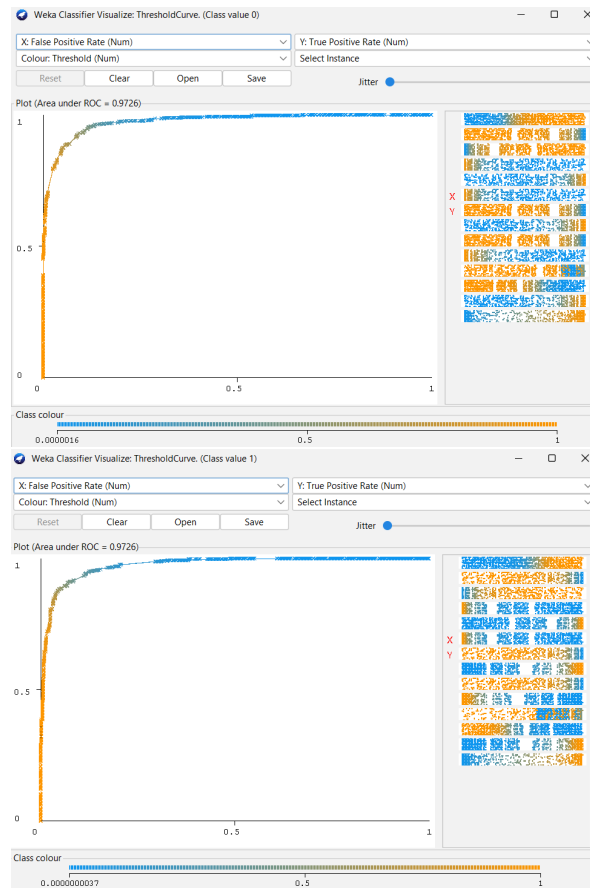 Weka Classifier Visualize: ThresholdCurve. (Class value 0)
X: False Positive Rate (Num) Y: True Positive Rate (Num)
Colour: Threshold (Num) Select Instance
Reset Clear Open Save Jitter
Plot (Area under ROC = 0.9726)
1
X
Y
0.5
0
0 0.5 1
Class colour
0.0000016 0.5 1
Weka Classifier Visualize: ThresholdCurve. (Class value 1)
X: False Positive Rate (Num) Y: True Positive Rate (Num)
Colour: Threshold (Num) Select Instance
Reset Clear Open Save Jitter
Plot (Area under ROC = 0.9726)
1
X
Y
0.5
0
0 0.5 1
Class colour
0.0000000037 0.5 1